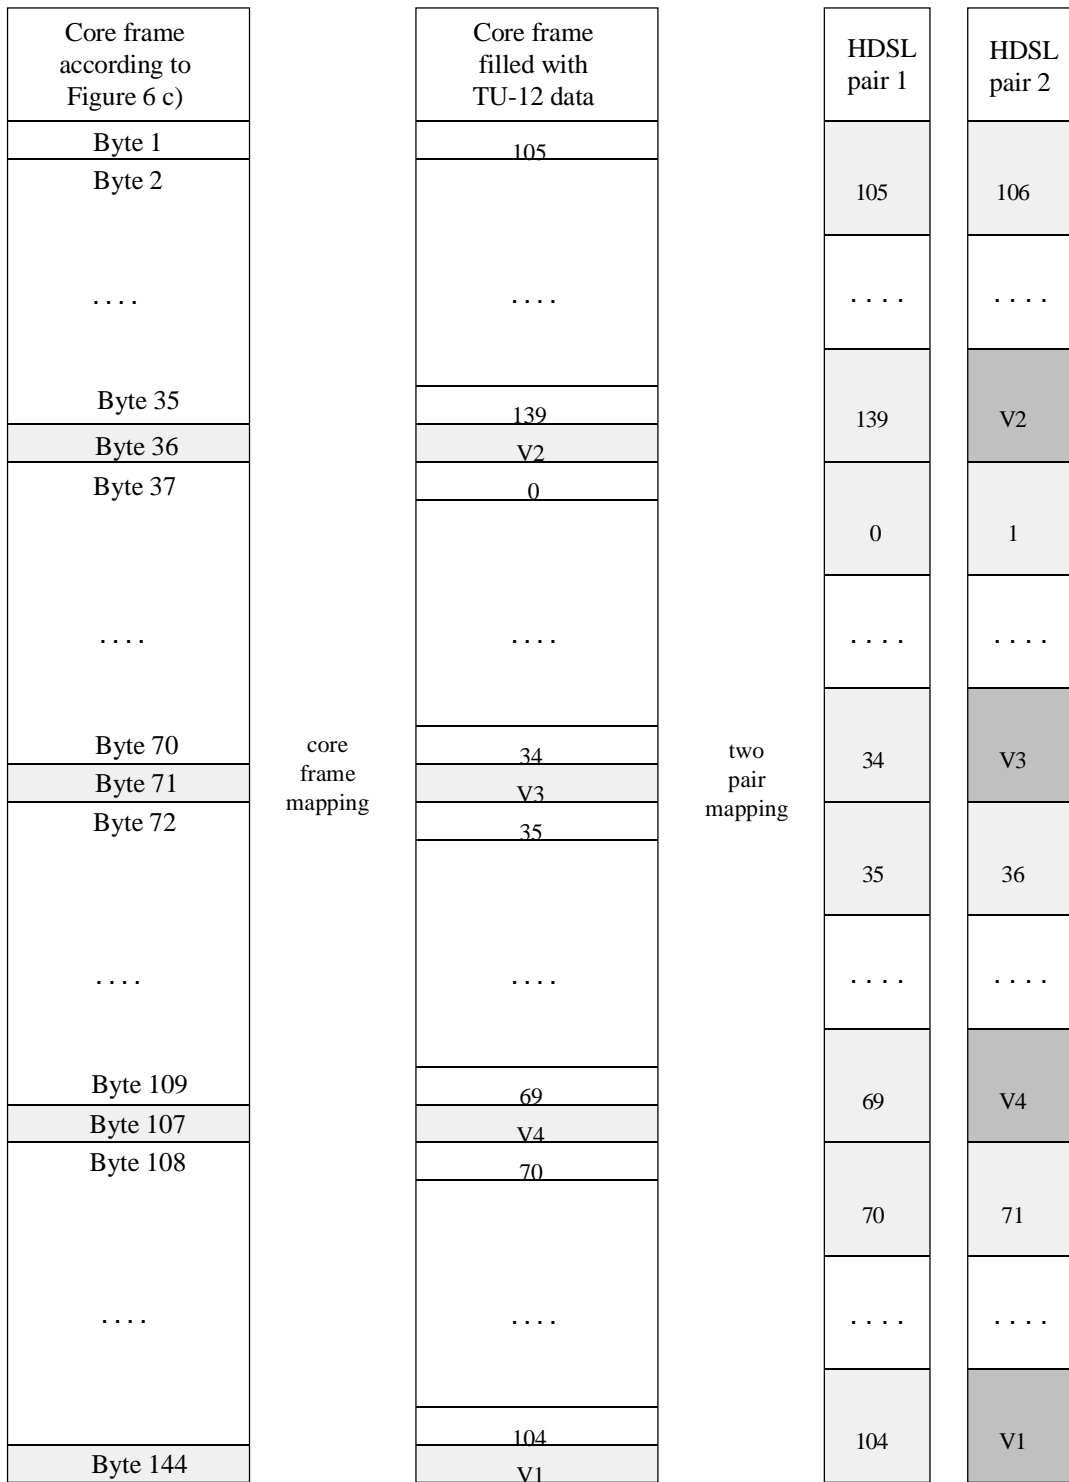 Core frame
according to
Figure 6 c)
Byte 1
Byte 2
. . . .
Byte 35
Byte 36
Byte 37
. . . .
Byte 70
Byte 71
Byte 72
. . . .
Byte 109
Byte 107
Byte 108
. . . .
Byte 144
core
frame
mapping
Core frame
filled with
TU-12 data
105
. . . .
139
V2
0
. . . .
34
V3
35
. . . .
69
V4
70
. . . .
104
V1
two
pair
mapping
HDSL
pair 1
105
. . . .
139
0
. . . .
34
35
. . . .
69
70
. . . .
104
HDSL
pair 2
106
. . . .
V2
1
. . . .
V3
36
. . . .
V4
71
. . . .
V1